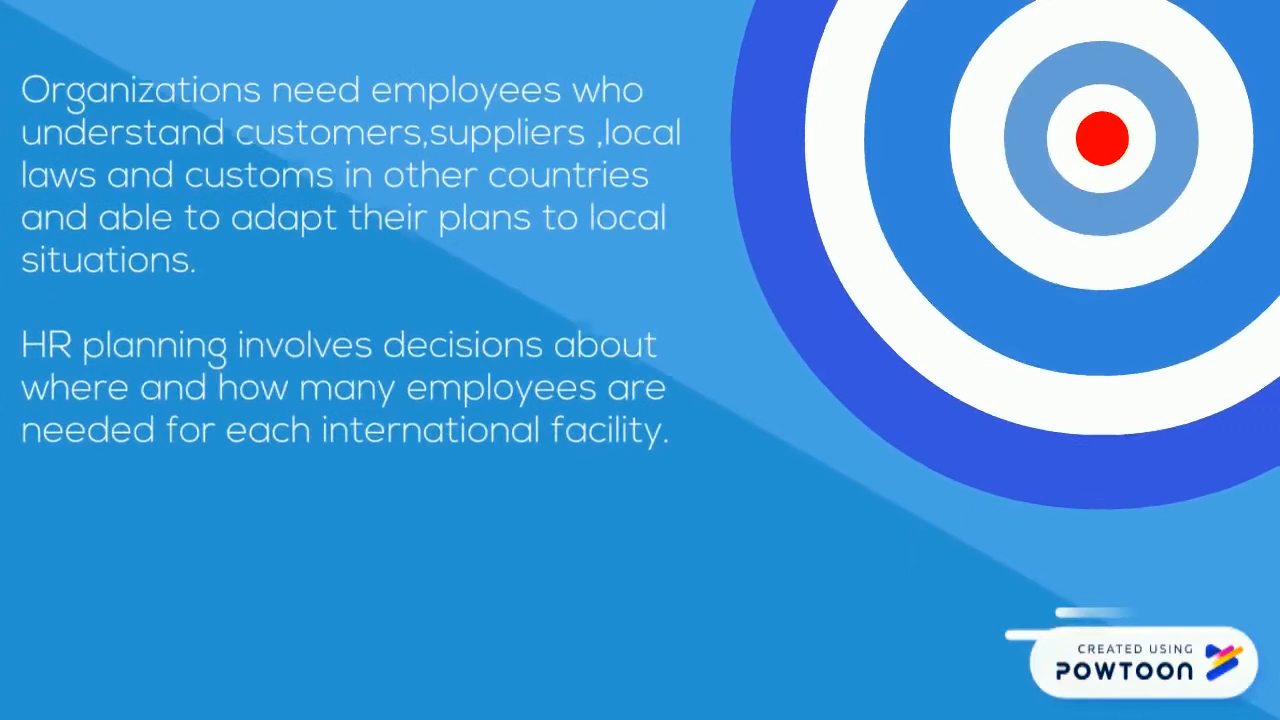 Organizations need employees who
understand customers,suppliers ,local
laws and customs in other countries
and able to adapt their plans to local
situations.
HR planning involves decisions about
where and how many employees are
needed for each international facility.
CREATED USING
POWTOON